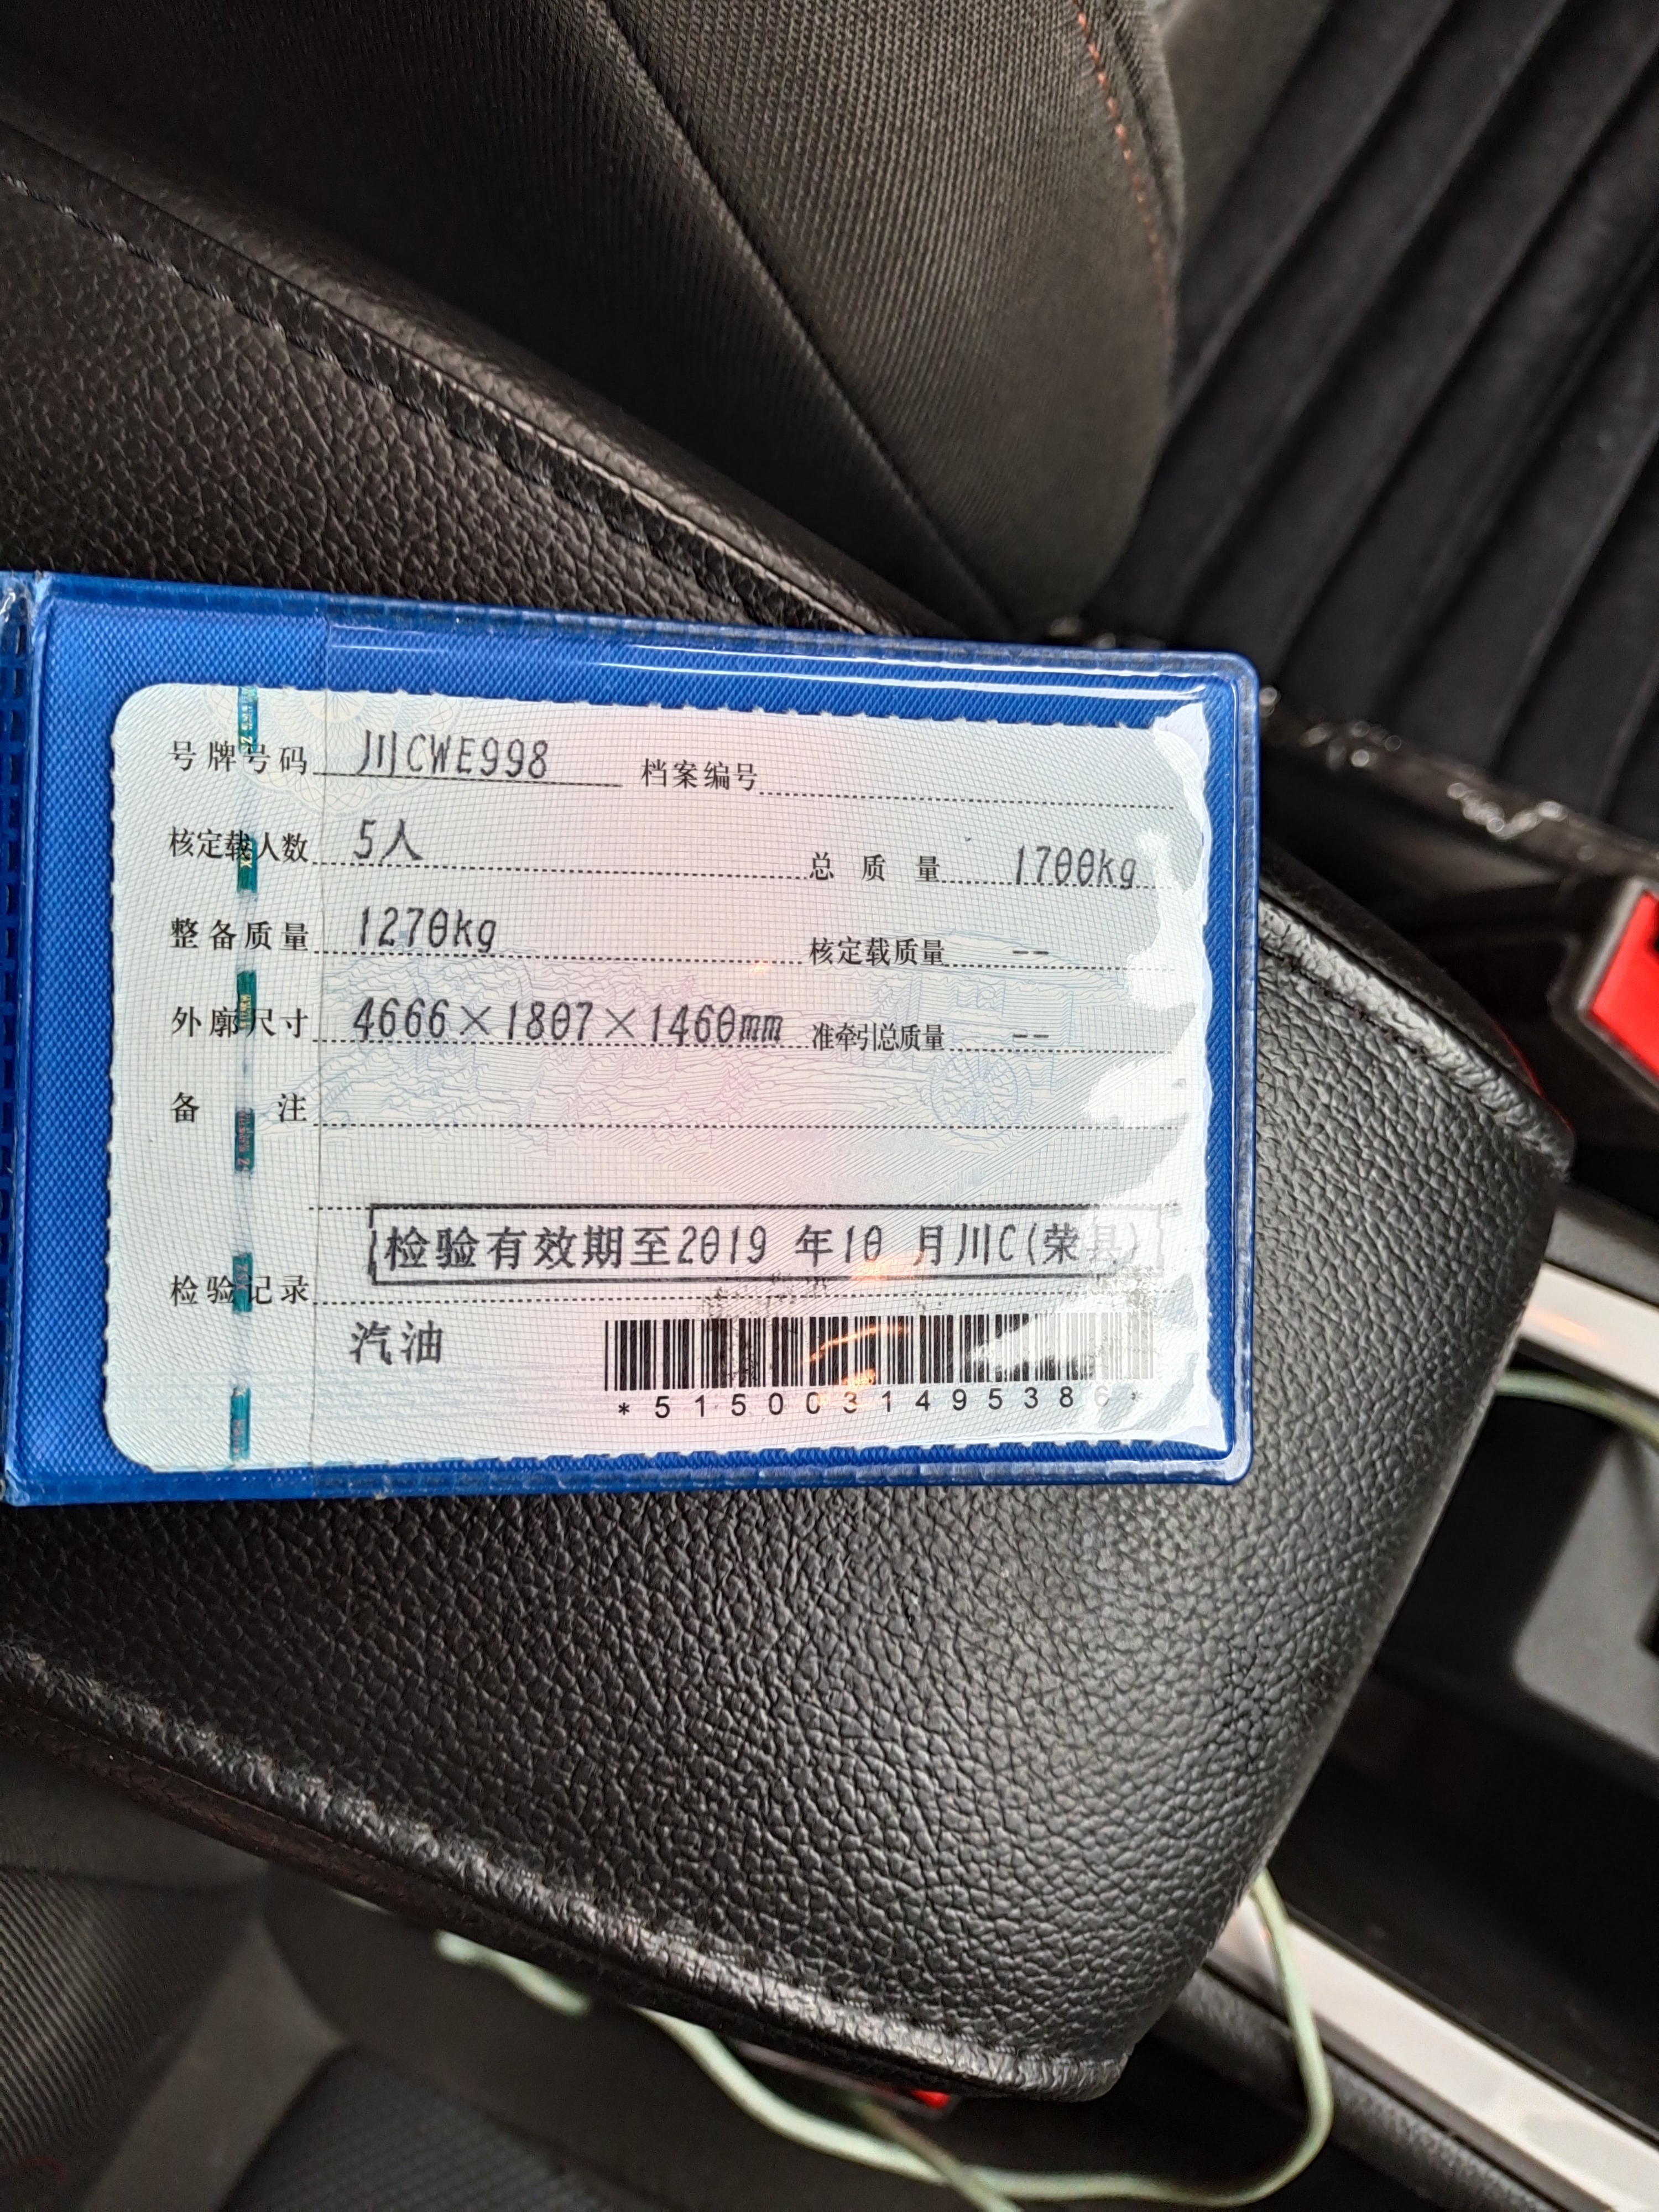 号牌号码 川CWE998 档案编号
核定载人数 5人 总质量 1700kg
整备质量 1270kg 核定载质量 --
外廓尺寸 4666×1807×1460mm 准牵引总质量 --
备注
检验有效期至2019 年10 月川C(荣县)
检验记录
汽油
*5150031495386*